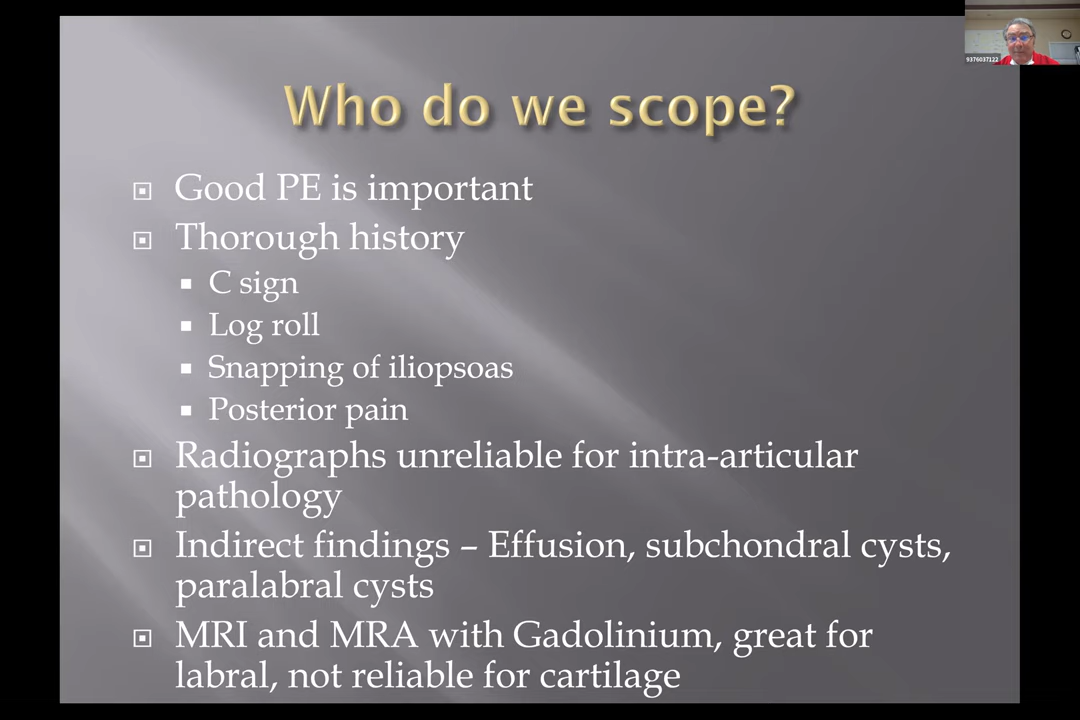 Who do we scope?
Good PE is important
Thorough history
C sign
Log roll
Snapping of iliopsoas
Posterior pain
Radiographs unreliable for intra-articular
pathology
Indirect findings – Effusion, subchondral cysts,
paralabral cysts
MRI and MRA with Gadolinium, great for
labral, not reliable for cartilage
9376037122